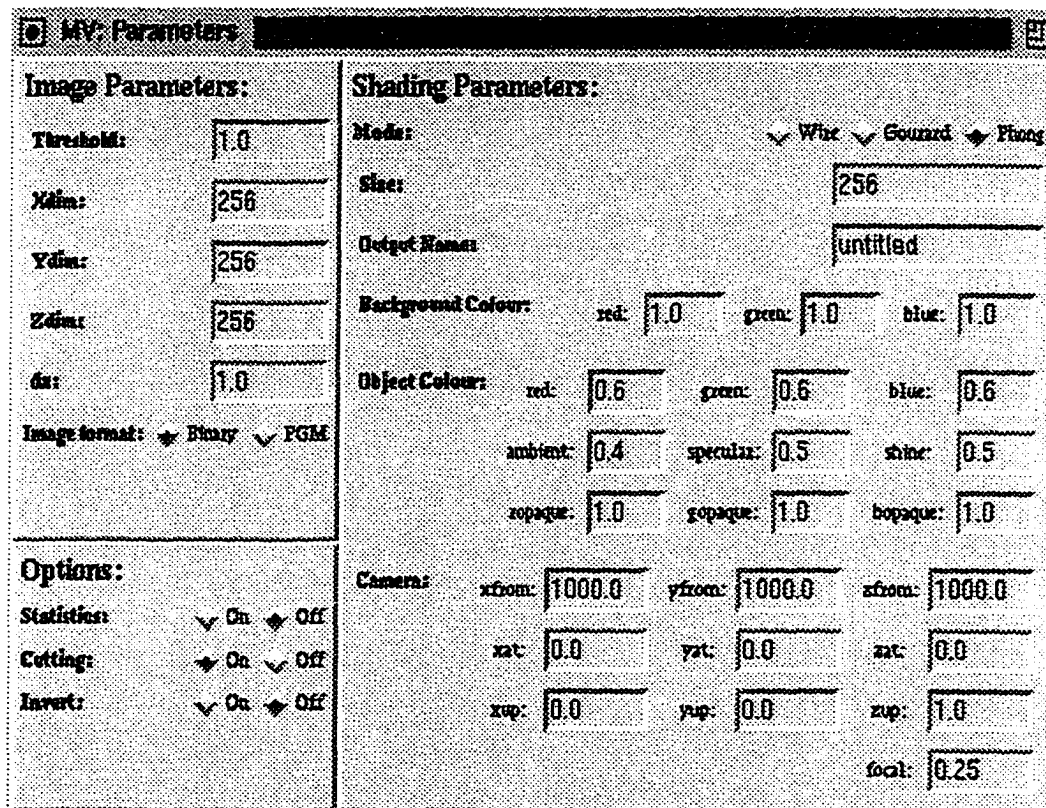 MV: Parameters
Image Parameters:
Threshold: 1.0
Xdim: 256
Ydim: 256
Zdim: 256
dz: 1.0
Image format: Binary PGM
Options:
Statistics: On Off
Cutting: On Off
Invert: On Off
Shading Parameters:
Mode: Wire Gourard Phong
Size: 256
Output Name: untitled
Background Colour: red: 1.0 green: 1.0 blue: 1.0
Object Colour: red: 0.6 green: 0.6 blue: 0.6
ambient: 0.4 specular: 0.5 shine: 0.5
ropaque: 1.0 gopaque: 1.0 bopaque: 1.0
Camera: xfrom: 1000.0 yfrom: 1000.0 zfrom: 1000.0
xat: 0.0 yat: 0.0 zat: 0.0
xup: 0.0 yup: 0.0 zup: 1.0
focal: 0.25